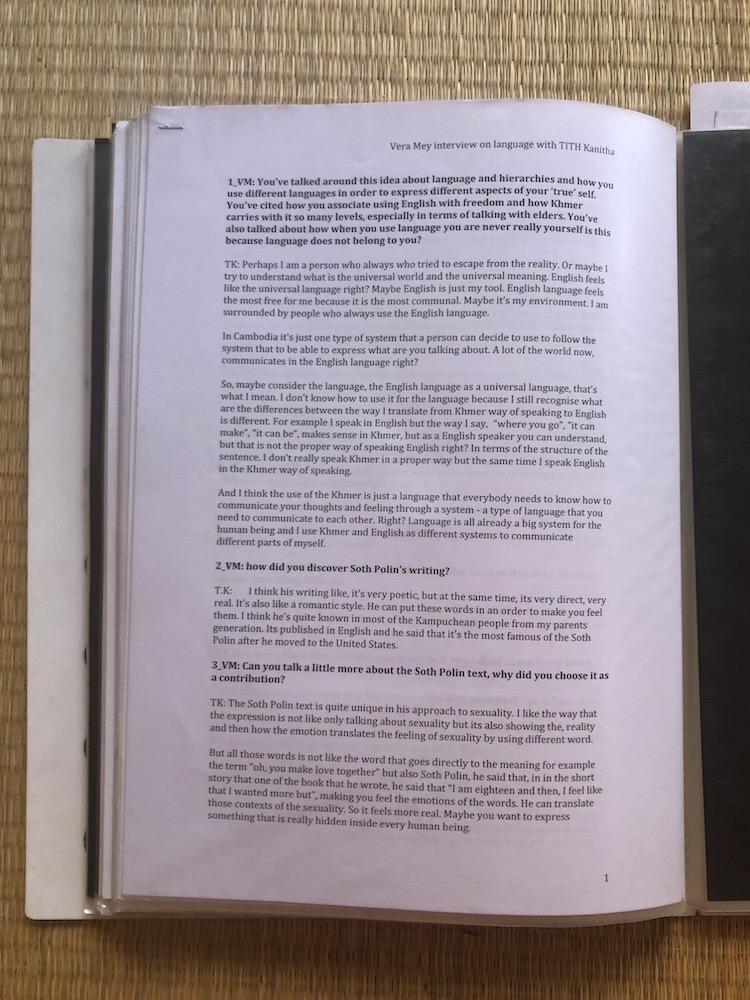 Vera Mey interview on language with TITH Kanitha
1_VM: You've talked around this idea about language and hierarchies and how you
use different languages in order to express different aspects of your 'true' self.
You've cited how you associate using English with freedom and how Khmer
carries with it so many levels, especially in terms of talking with elders. You've
also talked about how when you use language you are never really yourself is this
because language does not belong to you?
TK: Perhaps I am a person who always who tried to escape from the reality. Or maybe I
try to understand what is the universal world and the universal meaning. English feels
like the universal language right? Maybe English is just my tool. English language feels
the most free for me because it is the most communal. Maybe it's my environment. I am
surrounded by people who always use the English language.
In Cambodia it's just one type of system that a person can decide to use to follow the
system that to be able to express what are you talking about. A lot of the world now,
communicates in the English language right?
So, maybe consider the language, the English language as a universal language, that's
what I mean. I don't know how to use it for the language because I still recognise what
are the differences between the way I translate from Khmer way of speaking to English
is different. For example I speak in English but the way I say, "where you go", "it can
make", "it can be", makes sense in Khmer, but as a English speaker you can understand,
but that is not the proper way of speaking English right? In terms of the structure of the
sentence. I don't really speak Khmer in a proper way but the same time I speak English
in the Khmer way of speaking.
And I think the use of the Khmer is just a language that everybody needs to know how to
communicate your thoughts and feeling through a system - a type of language that you
need to communicate to each other. Right? Language is all already a big system for the
human being and I use Khmer and English as different systems to communicate
different parts of myself.
2_VM: how did you discover Soth Polin's writing?
T.K: I think his writing like, it's very poetic, but at the same time, its very direct, very
real. It's also like a romantic style. He can put these words in an order to make you feel
them. I think he's quite known in most of the Kampuchean people from my parents
generation. Its published in English and he said that it's the most famous of the Soth
Polin after he moved to the United States.
3_VM: Can you talk a little more about the Soth Polin text, why did you choose it as
a contribution?
TK: The Soth Polin text is quite unique in his approach to sexuality. I like the way that
the expression is not like only talking about sexuality but its also showing the, reality
and then how the emotion translates the feeling of sexuality by using different word.
But all those words is not like the word that goes directly to the meaning for example
the term "oh, you make love together" but also Soth Polin, he said that, in in the short
story that one of the book that he wrote, he said that "I am eighteen and then, I feel like
that I wanted more but", making you feel the emotions of the words. He can translate
those contexts of the sexuality. So it feels more real. Maybe you want to express
something that is really hidden inside every human being.
1